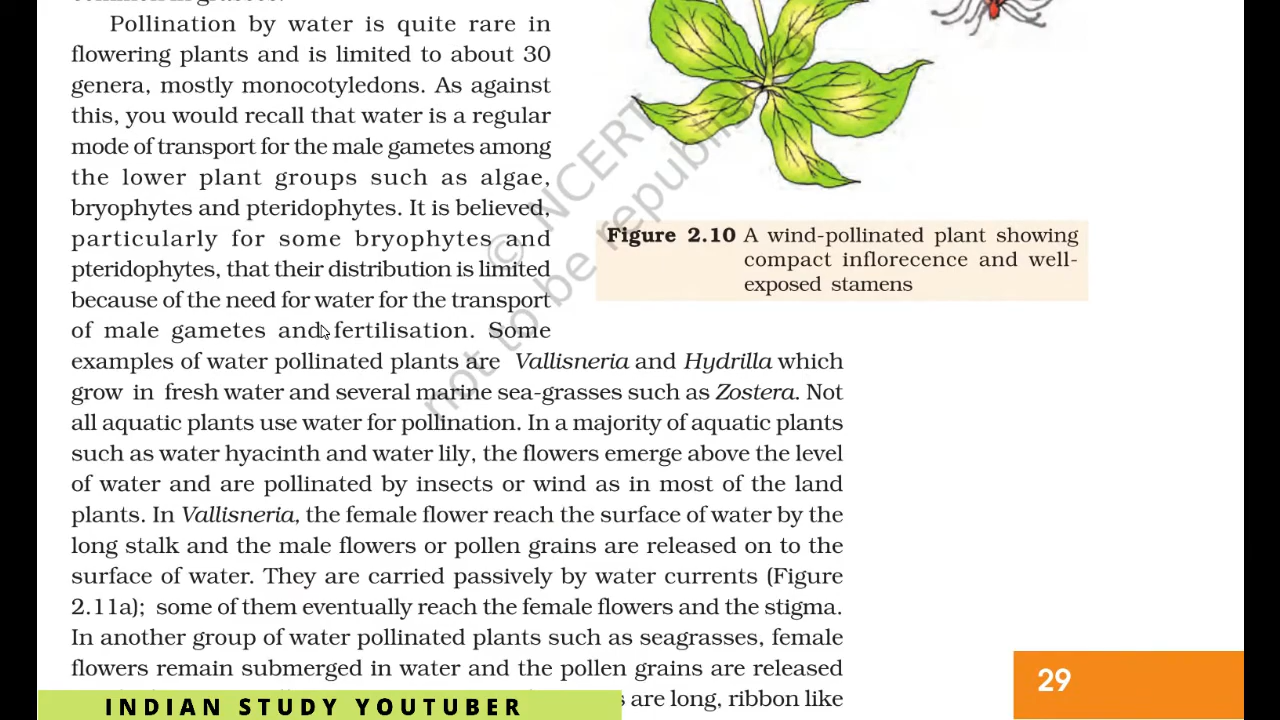 Pollination by water is quite rare in
flowering plants and is limited to about 30
genera, mostly monocotyledons. As against
this, you would recall that water is a regular
mode of transport for the male gametes among
the lower plant groups such as algae,
bryophytes and pteridophytes. It is believed,
particularly for some bryophytes and
pteridophytes, that their distribution is limited
because of the need for water for the transport
of male gametes and fertilisation. Some
examples of water pollinated plants are Vallisneria and Hydrilla which
grow in fresh water and several marine sea-grasses such as Zostera. Not
all aquatic plants use water for pollination. In a majority of aquatic plants
such as water hyacinth and water lily, the flowers emerge above the level
of water and are pollinated by insects or wind as in most of the land
plants. In Vallisneria, the female flower reach the surface of water by the
long stalk and the male flowers or pollen grains are released on to the
surface of water. They are carried passively by water currents (Figure
2.11a); some of them eventually reach the female flowers and the stigma.
In another group of water pollinated plants such as seagrasses, female
flowers remain submerged in water and the pollen grains are released
are long, ribbon like
Figure 2.10 A wind-pollinated plant showing
compact inflorecence and well-
exposed stamens
© NCERT
not to be republi
29
INDIAN STUDY YOUTUBER